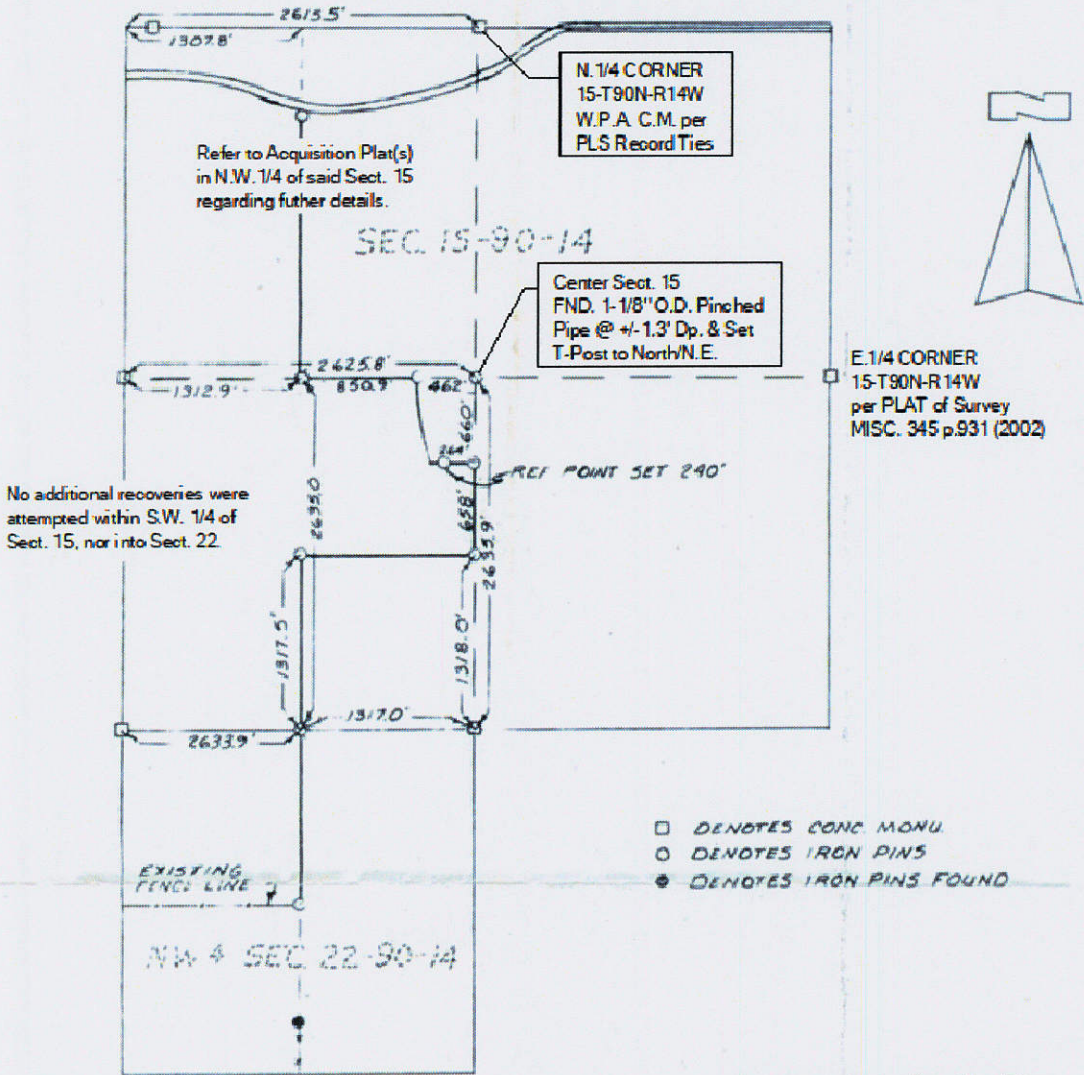 2613.5'
1307.8'
N. 1/4 CORNER
15-T90N-R14W
W.P.A. C.M. per
PLS Record Ties
N
Refer to Acquisition Plat(s)
in N.W. 1/4 of said Sect. 15
regarding futher details.
SEC. 15-90-14
Center Sect. 15
FND. 1-1/8" O.D. Pinched
Pipe @ +/- 1.3' Dp. & Set
T-Post to North/N.E.
2625.8'
1312.9'
850.9'
462'
E. 1/4 CORNER
15-T90N-R14W
per PLAT of Survey
MISC. 345 p.931 (2002)
660'
264'
REF POINT SET 240'
No additional recoveries were
attempted within S.W. 1/4 of
Sect. 15, nor into Sect. 22.
2635.0
658'
2635.9'
1317.5'
1318.0'
1317.0'
2633.9'
□ DENOTES CONC. MONU.
○ DENOTES IRON PINS
● DENOTES IRON PINS FOUND
EXISTING
FENCE LINE
NW 4 SEC 22-90-14